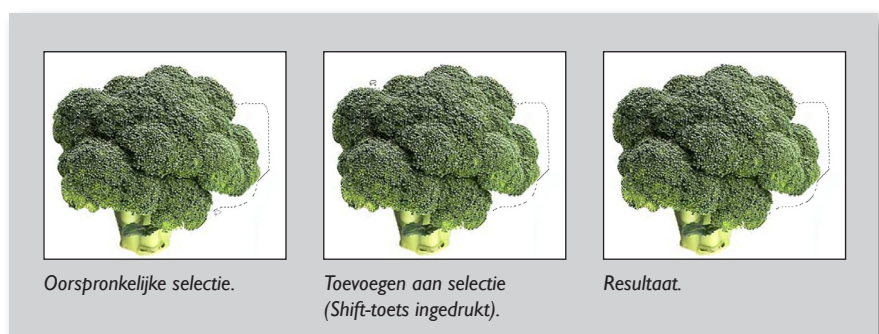 Oorspronkelijke selectie.
Toevoegen aan selectie
(Shift-toets ingedrukt).
Resultaat.